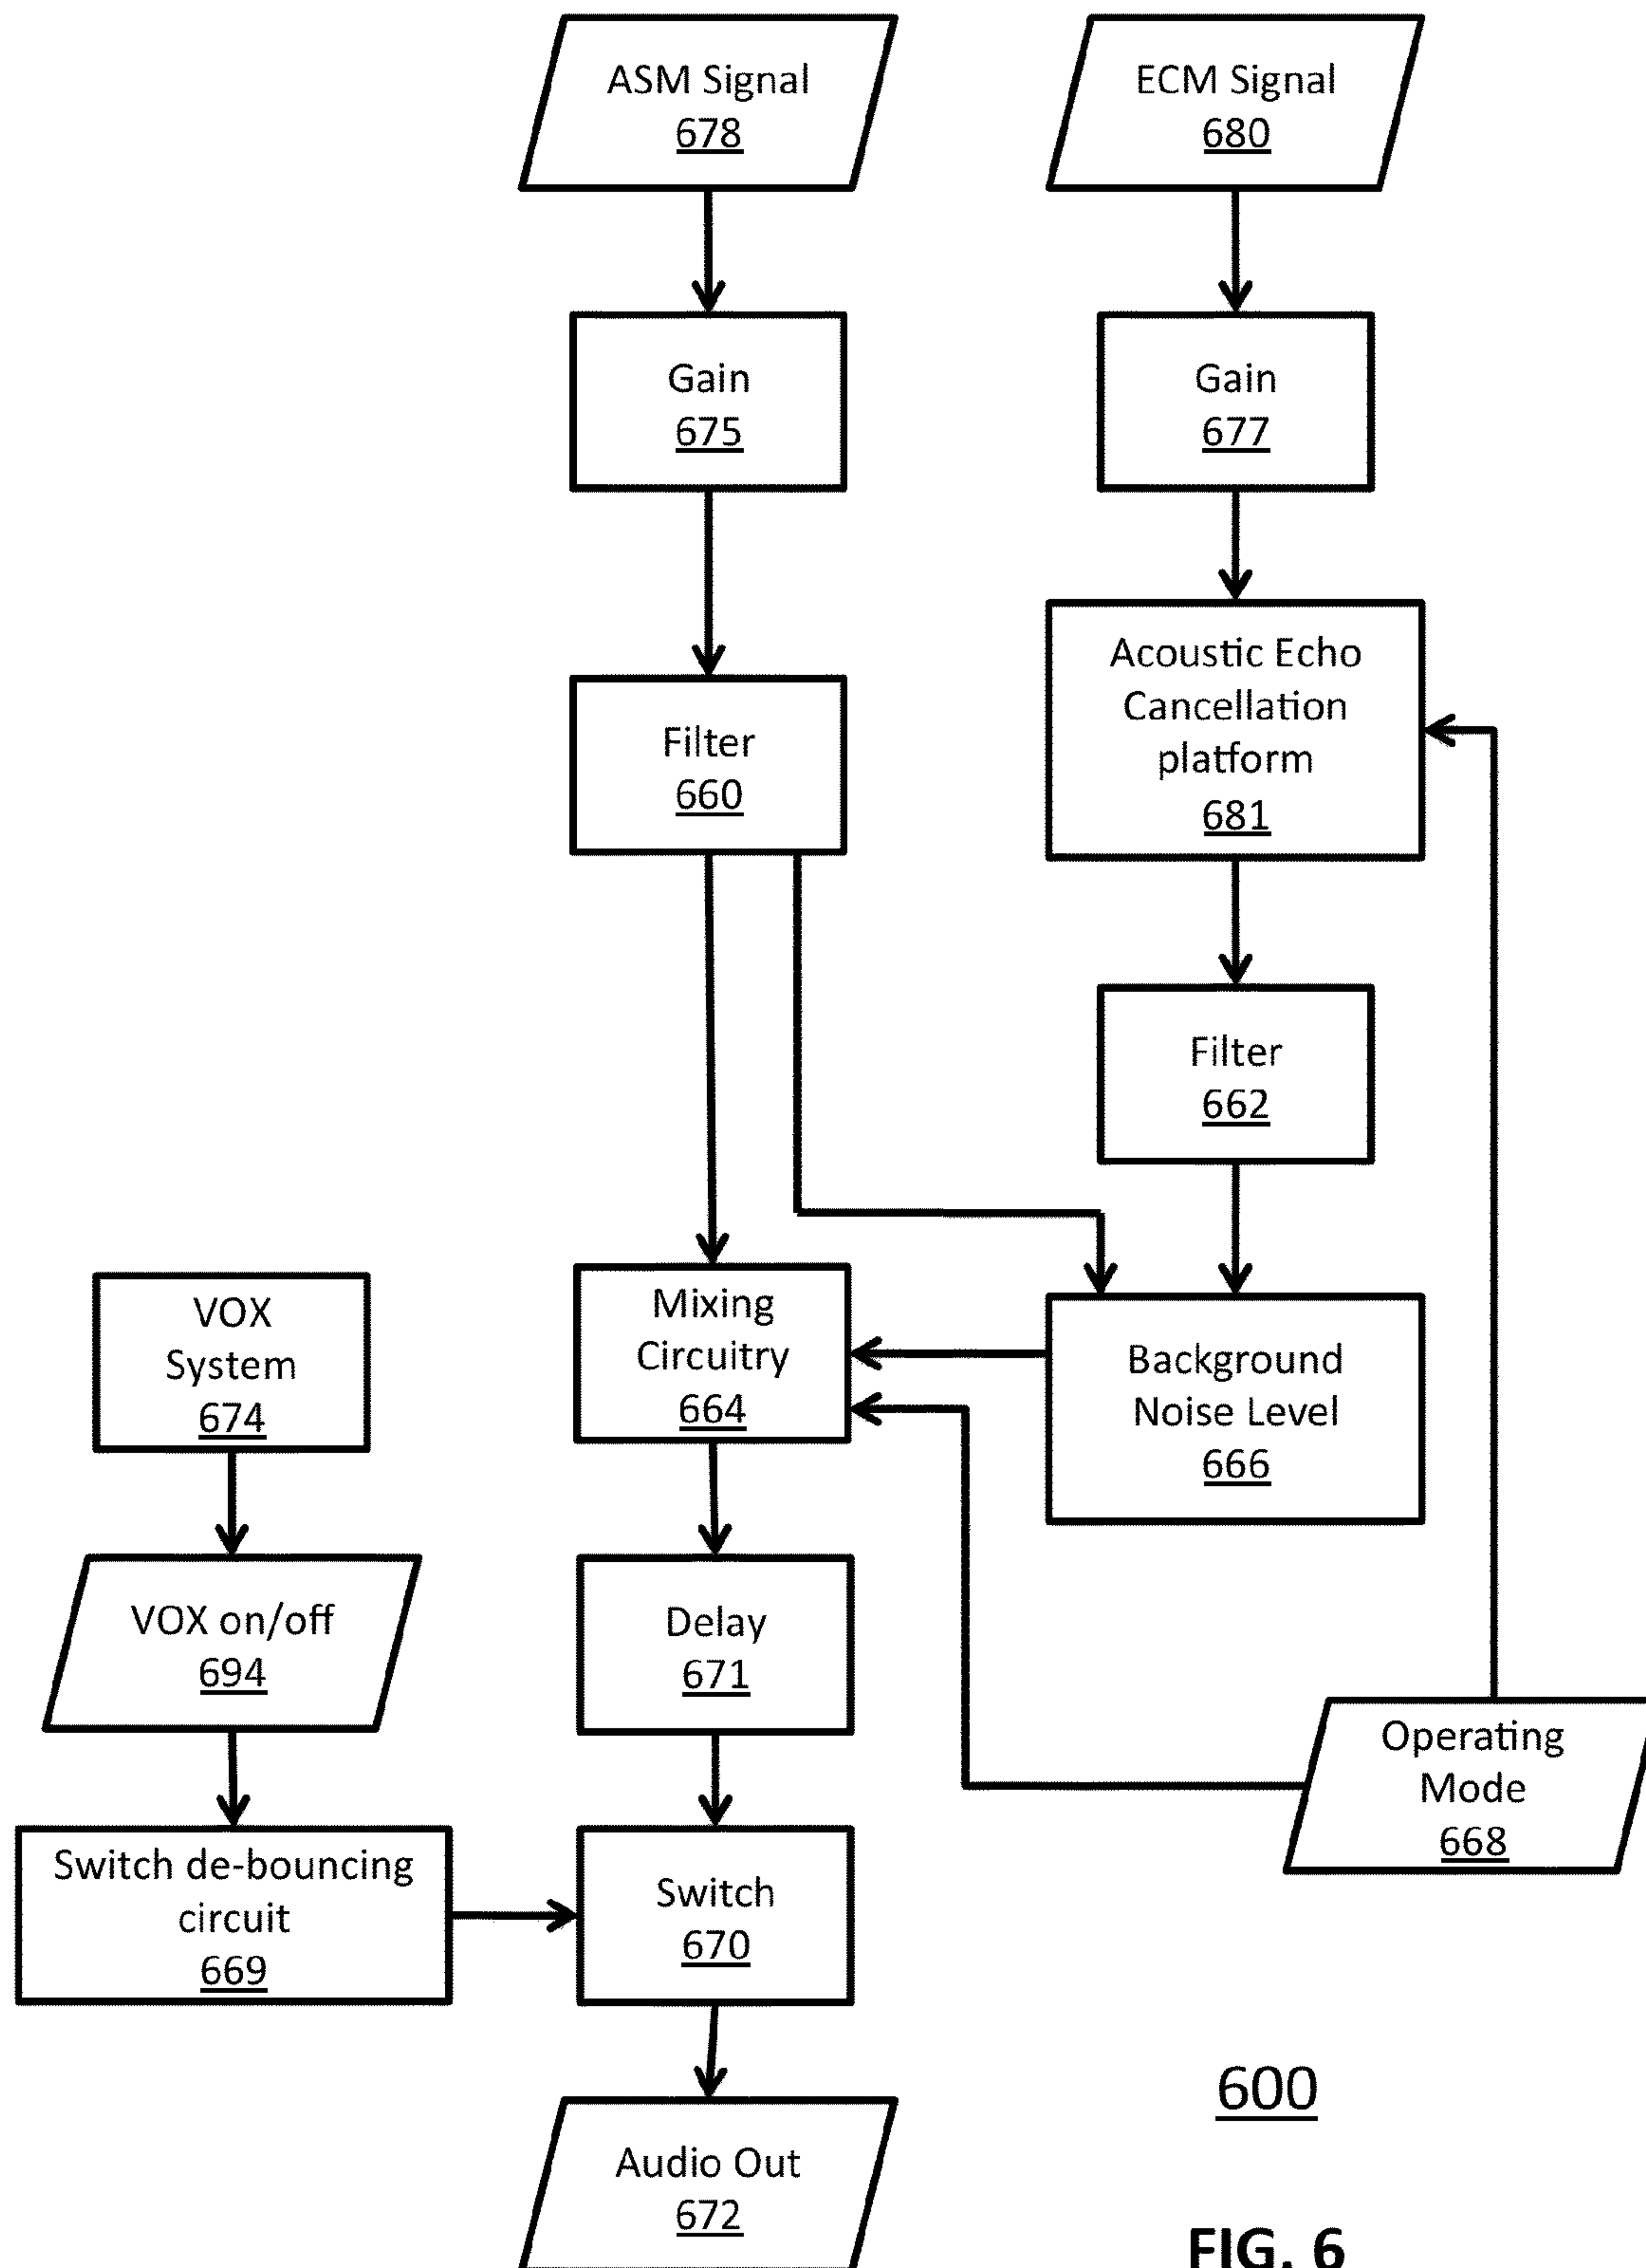 ASM Signal
678
ECM Signal
680
Gain
675
Gain
677
Acoustic Echo
Cancellation
platform
681
Filter
660
Filter
662
Mixing
Circuitry
664
VOX
System
674
Background
Noise Level
666
VOX on/off
694
Delay
671
Operating
Mode
668
Switch de-bouncing
circuit
669
Switch
670
600
Audio Out
672
FIG. 6